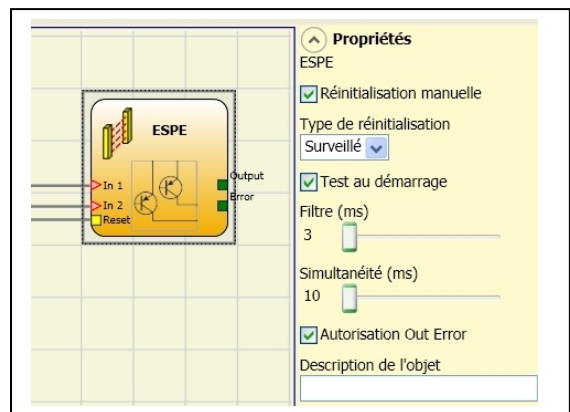 ESPE
In 1
In 2
Reset
Output
Error
Propriétés
ESPE
Réinitialisation manuelle
Type de réinitialisation
Surveillé
Test au démarrage
Filtre (ms)
3
Simultanéité (ms)
10
Autorisation Out Error
Description de l'objet